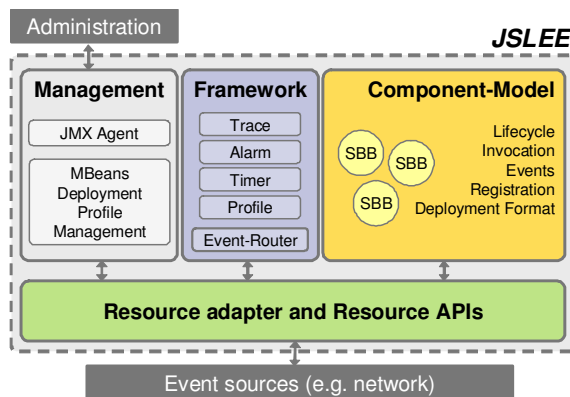 Administration
JSLEE
Management
JMX Agent
MBeans
Deployment
Profile
Management
Framework
Trace
Alarm
Timer
Profile
Event-Router
Component-Model
SBB
SBB
SBB
Lifecycle
Invocation
Events
Registration
Deployment Format
Resource adapter and Resource APIs
Event sources (e.g. network)